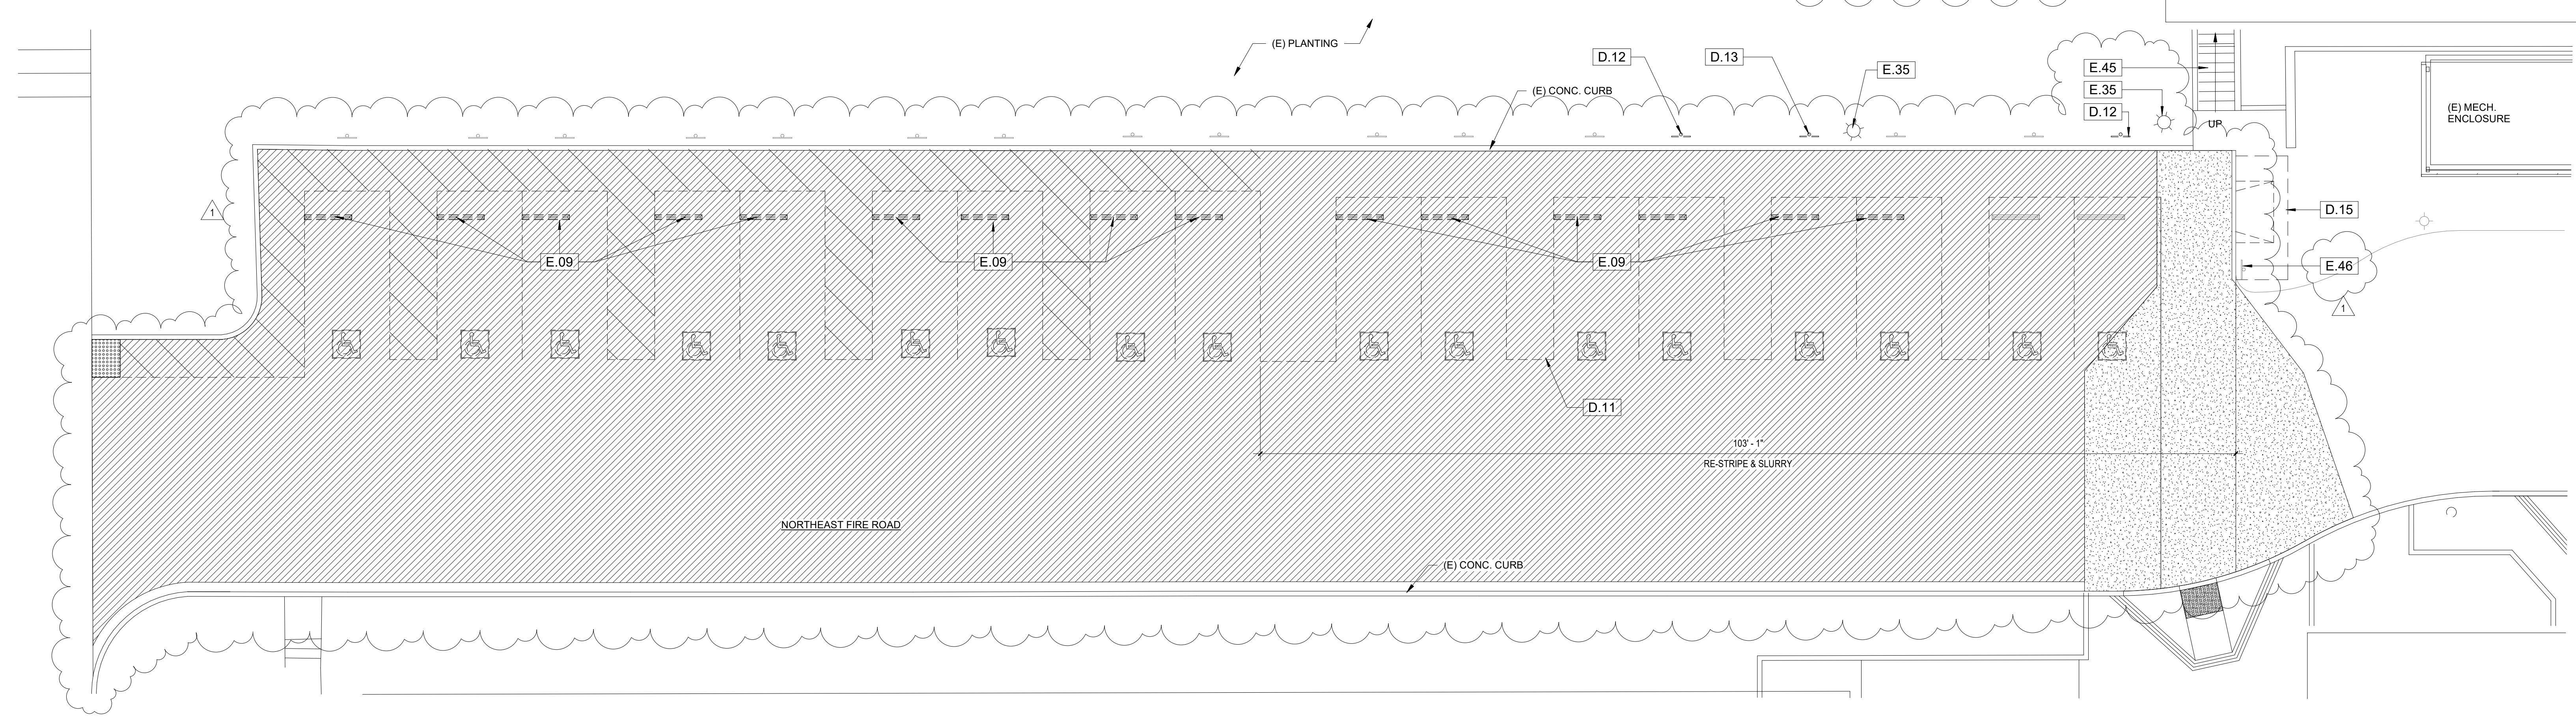 (E) PLANTING
D.12
D.13
E.35
E.45
E.35
D.12
(E) CONC. CURB
UP
(E) MECH.
ENCLOSURE
1
D.15
E.09
E.09
E.09
E.46
1
D.11
103' - 1"
RE-STRIPE & SLURRY
NORTHEAST FIRE ROAD
(E) CONC. CURB